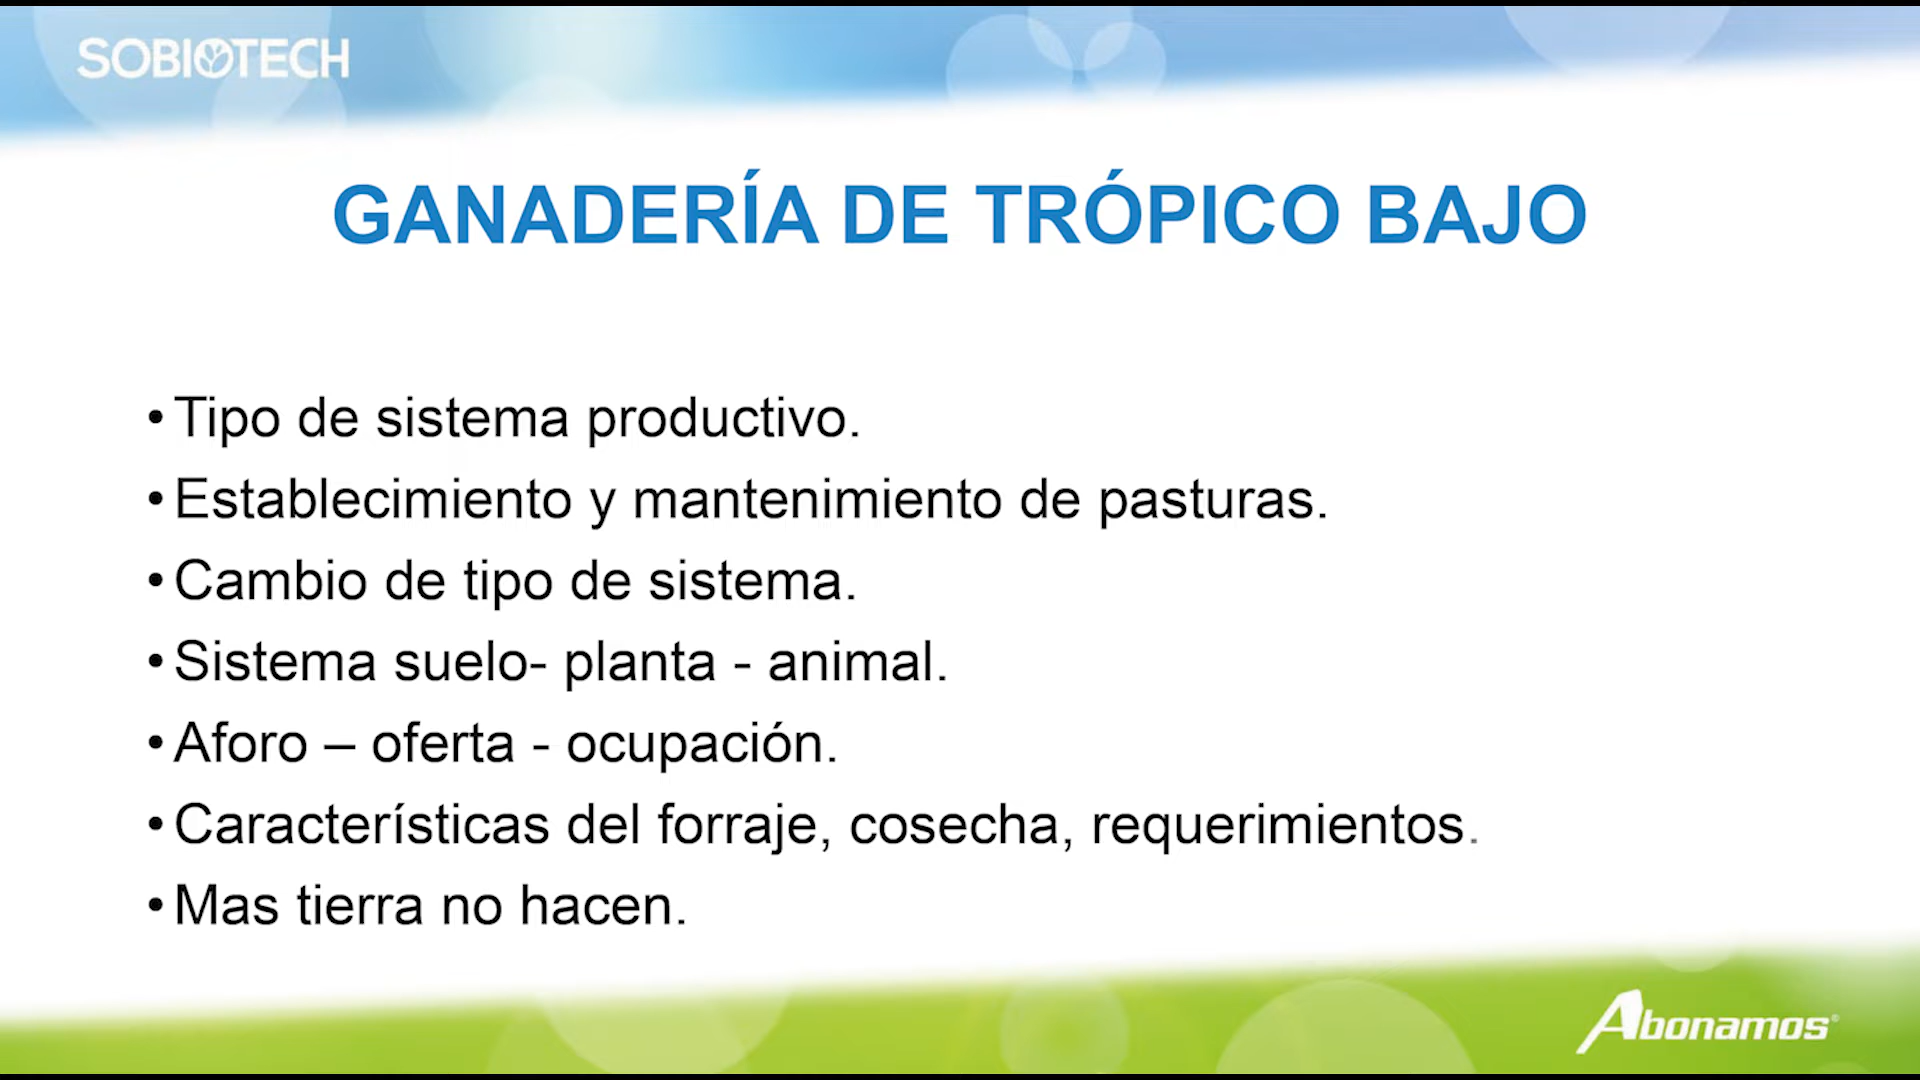 SOBIOTECH
GANADERÍA DE TRÓPICO BAJO
• Tipo de sistema productivo.
• Establecimiento y mantenimiento de pasturas.
• Cambio de tipo de sistema.
• Sistema suelo- planta - animal.
• Aforo – oferta - ocupación.
• Características del forraje, cosecha, requerimientos.
• Mas tierra no hacen.
Abonamos®